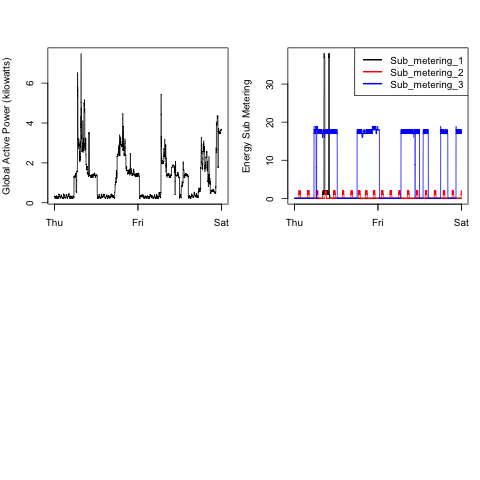 Global Active Power (kilowatts)
0
2
4
6
Thu
Fri
Sat
Energy Sub Metering
0
10
20
30
Thu
Fri
Sat
Sub_metering_1
Sub_metering_2
Sub_metering_3